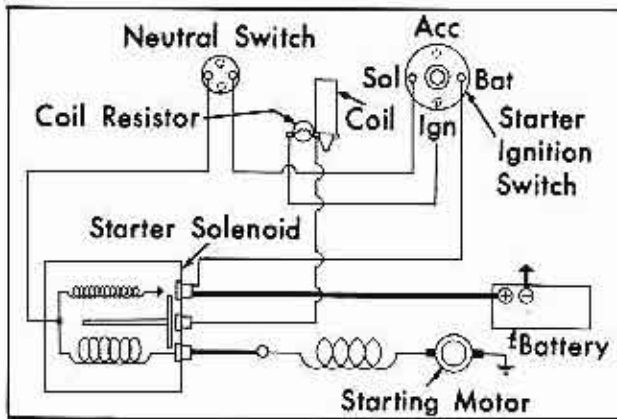 Neutral Switch
Acc
Sol
Bat
Coil Resistor
Coil
Ign
Starter
Ignition
Switch
Starter Solenoid
+ −
Battery
Starting Motor